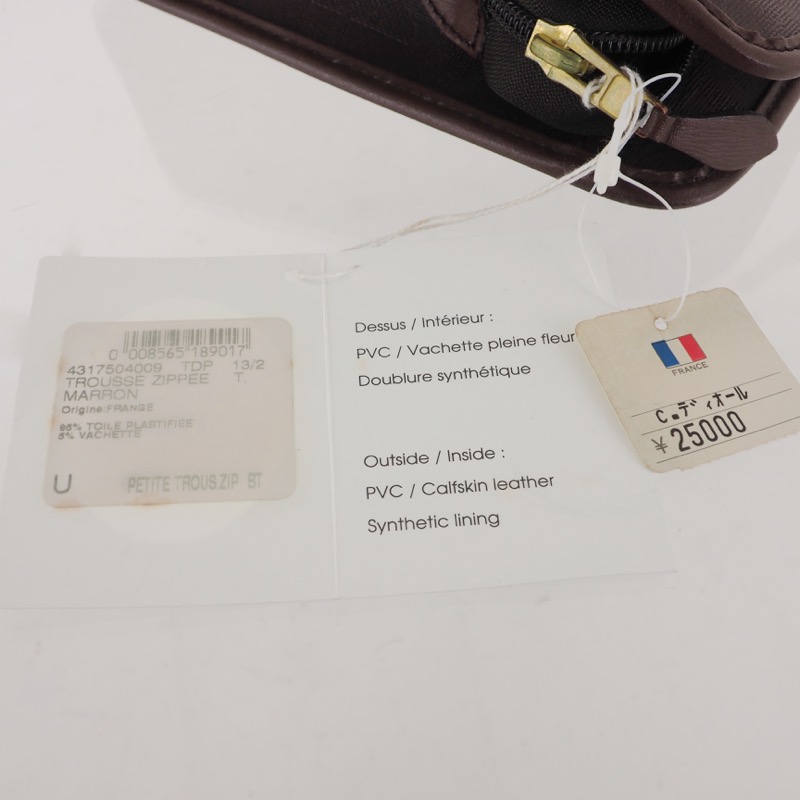 0 008565 189017
4317504009 TDP 13/2
TROUSSE ZIPPEE T.
MARRON
Origine:FRANCE
95% TOILE PLASTIFIEE
5% VACHETTE
U PETITE TROUS.ZIP BT
Dessus / Intérieur :
PVC / Vachette pleine fleur
Doublure synthétique
Outside / Inside :
PVC / Calfskin leather
Synthetic lining
FRANCE
C.ディオール
¥25000